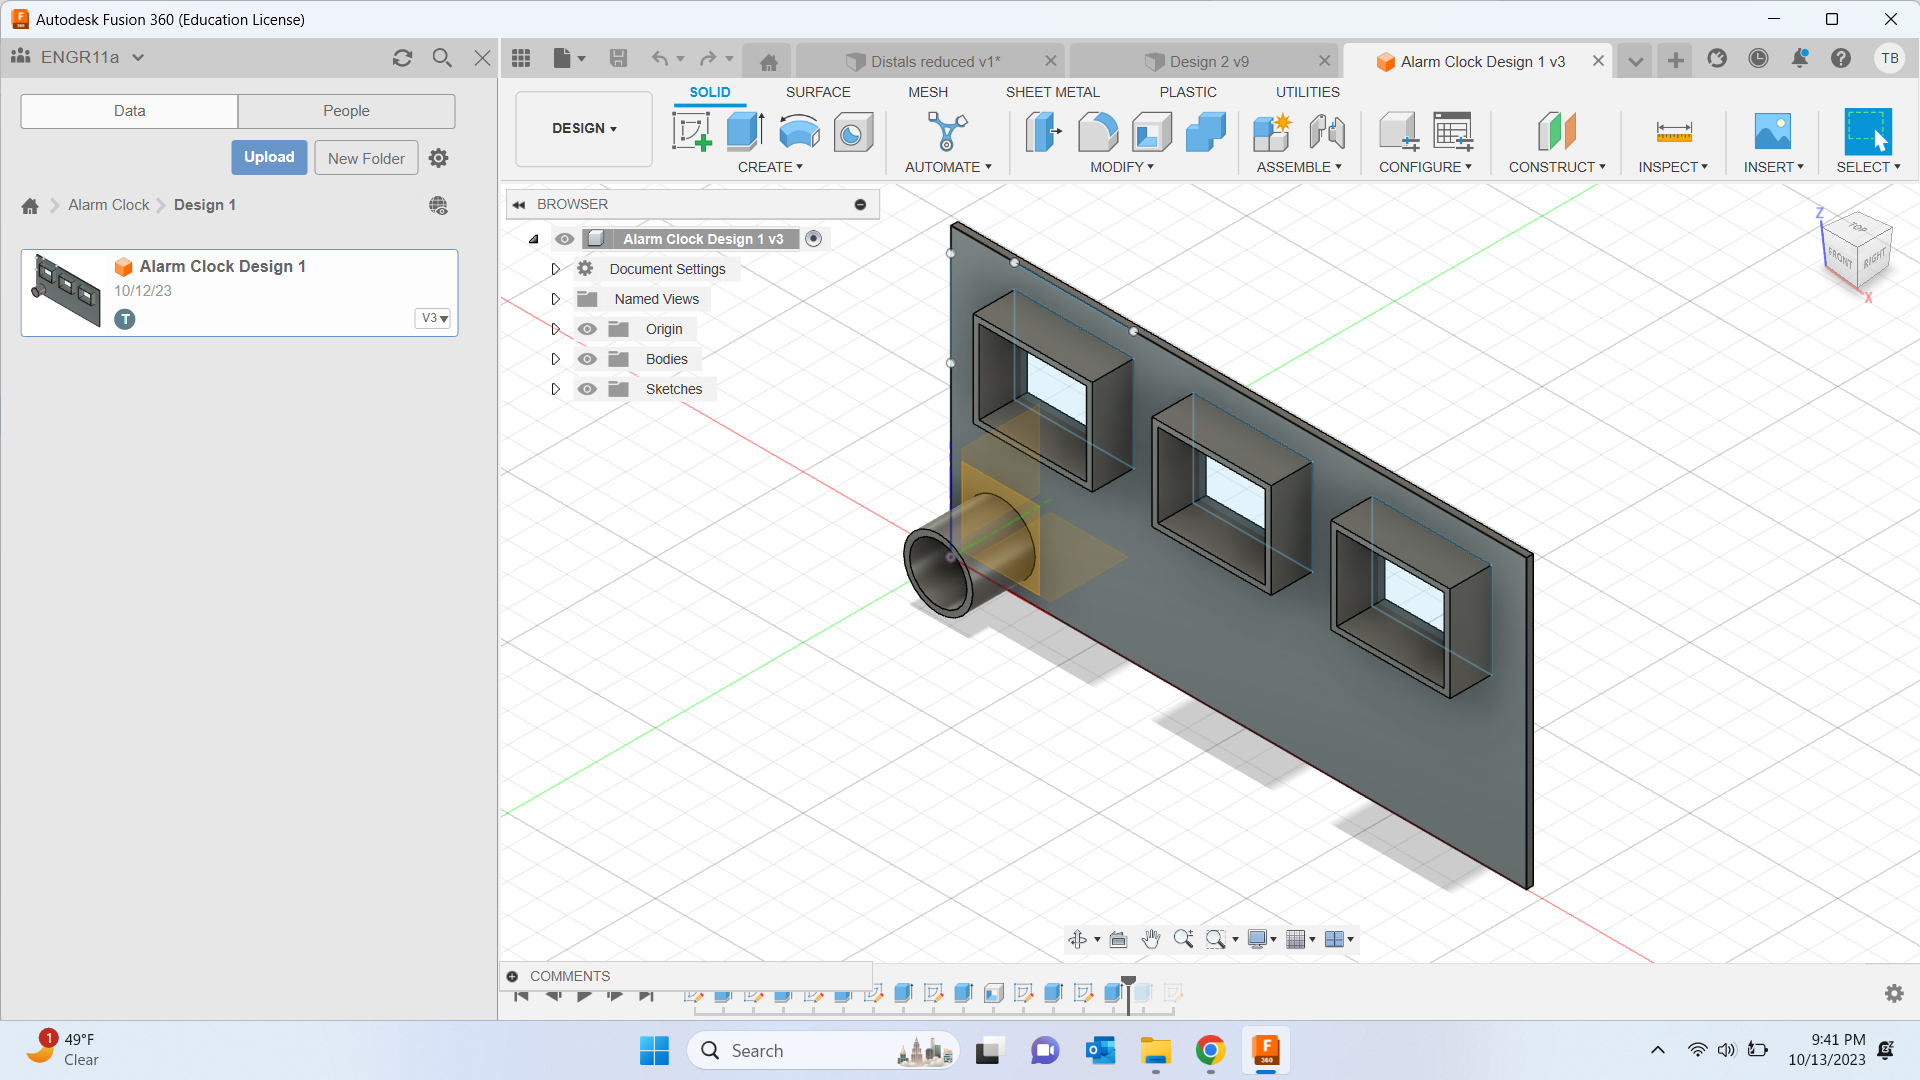 Autodesk Fusion 360 (Education License)
ENGR11a
Distals reduced v1*
Design 2 v9
Alarm Clock Design 1 v3
TB
Data
People
SOLID
SURFACE
MESH
SHEET METAL
PLASTIC
UTILITIES
DESIGN
Upload
New Folder
CREATE
AUTOMATE
MODIFY
ASSEMBLE
CONFIGURE
CONSTRUCT
INSPECT
INSERT
SELECT
Alarm Clock
Design 1
BROWSER
Alarm Clock Design 1 v3
Document Settings
Named Views
Origin
Bodies
Sketches
Alarm Clock Design 1
10/12/23
T
V3
Z
TOP
FRONT
RIGHT
X
COMMENTS
1
49°F
Clear
Search
F
360
9:41 PM
10/13/2023